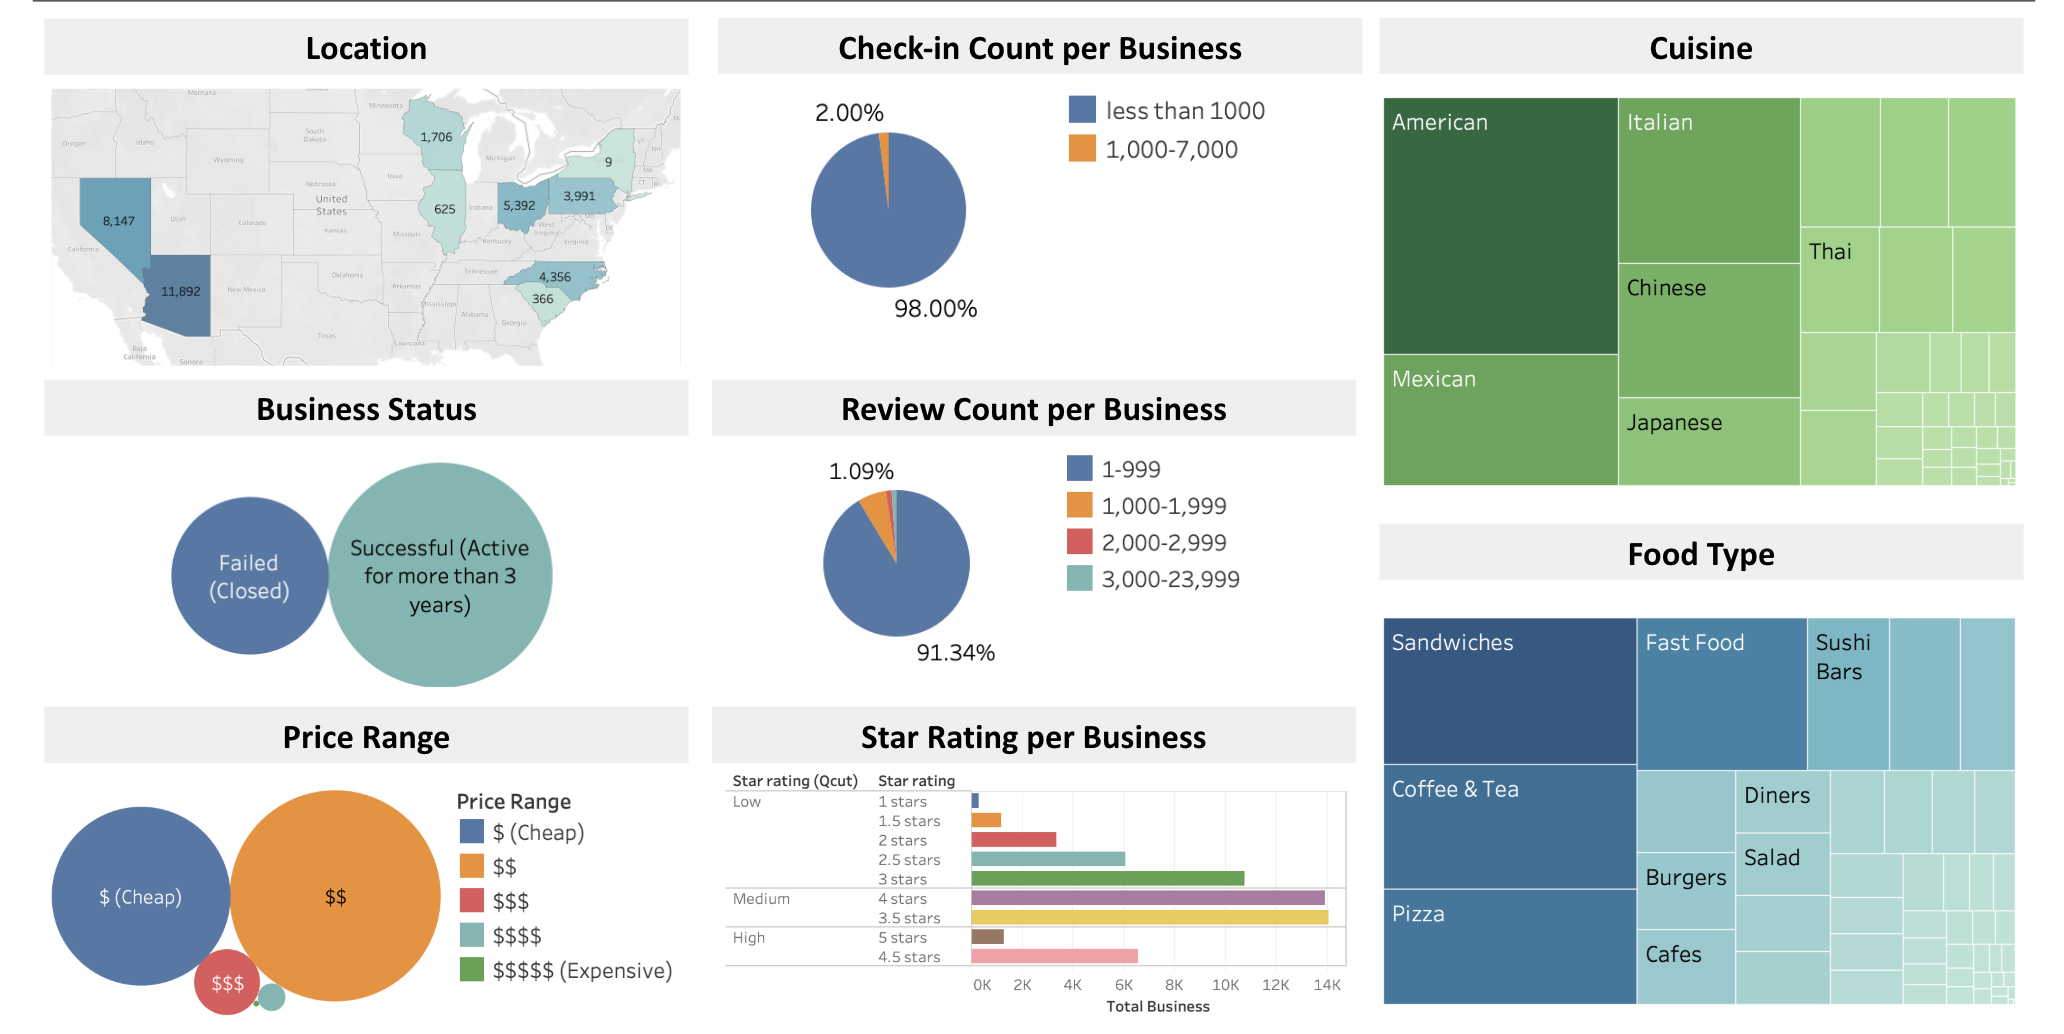 Location
Montana
Minnesota
Oregon
Idaho
South
Dakota
Wyoming
1,706
Michigan
9
VT
NH
MA
CT
Iowa
Nebraska
United
States
8,147
Utah
Colorado
Kansas
Missouri
625
Indiana
5,392
3,991
MD
DE
West
Virginia
Virginia
Kentucky
California
11,892
New Mexico
Oklahoma
Arkansas
Tennessee
4,356
366
Mississippi
Alabama
Georgia
Texas
Louisiana
Baja
California
Sonora
Business Status
Failed
(Closed)
Successful (Active
for more than 3
years)
Price Range
$ (Cheap)
$$
$$$
Price Range
$ (Cheap)
$$
$$$
$$$$
$$$$$ (Expensive)
Check-in Count per Business
2.00%
98.00%
less than 1000
1,000-7,000
Review Count per Business
1.09%
91.34%
1-999
1,000-1,999
2,000-2,999
3,000-23,999
Star Rating per Business
Star rating (Qcut) Star rating
Low 1 stars
1.5 stars
2 stars
2.5 stars
3 stars
Medium 4 stars
3.5 stars
High 5 stars
4.5 stars
0K 2K 4K 6K 8K 10K 12K 14K
Total Business
Cuisine
American
Italian
Thai
Chinese
Mexican
Japanese
Food Type
Sandwiches
Fast Food
Sushi
Bars
Coffee & Tea
Diners
Salad
Burgers
Pizza
Cafes